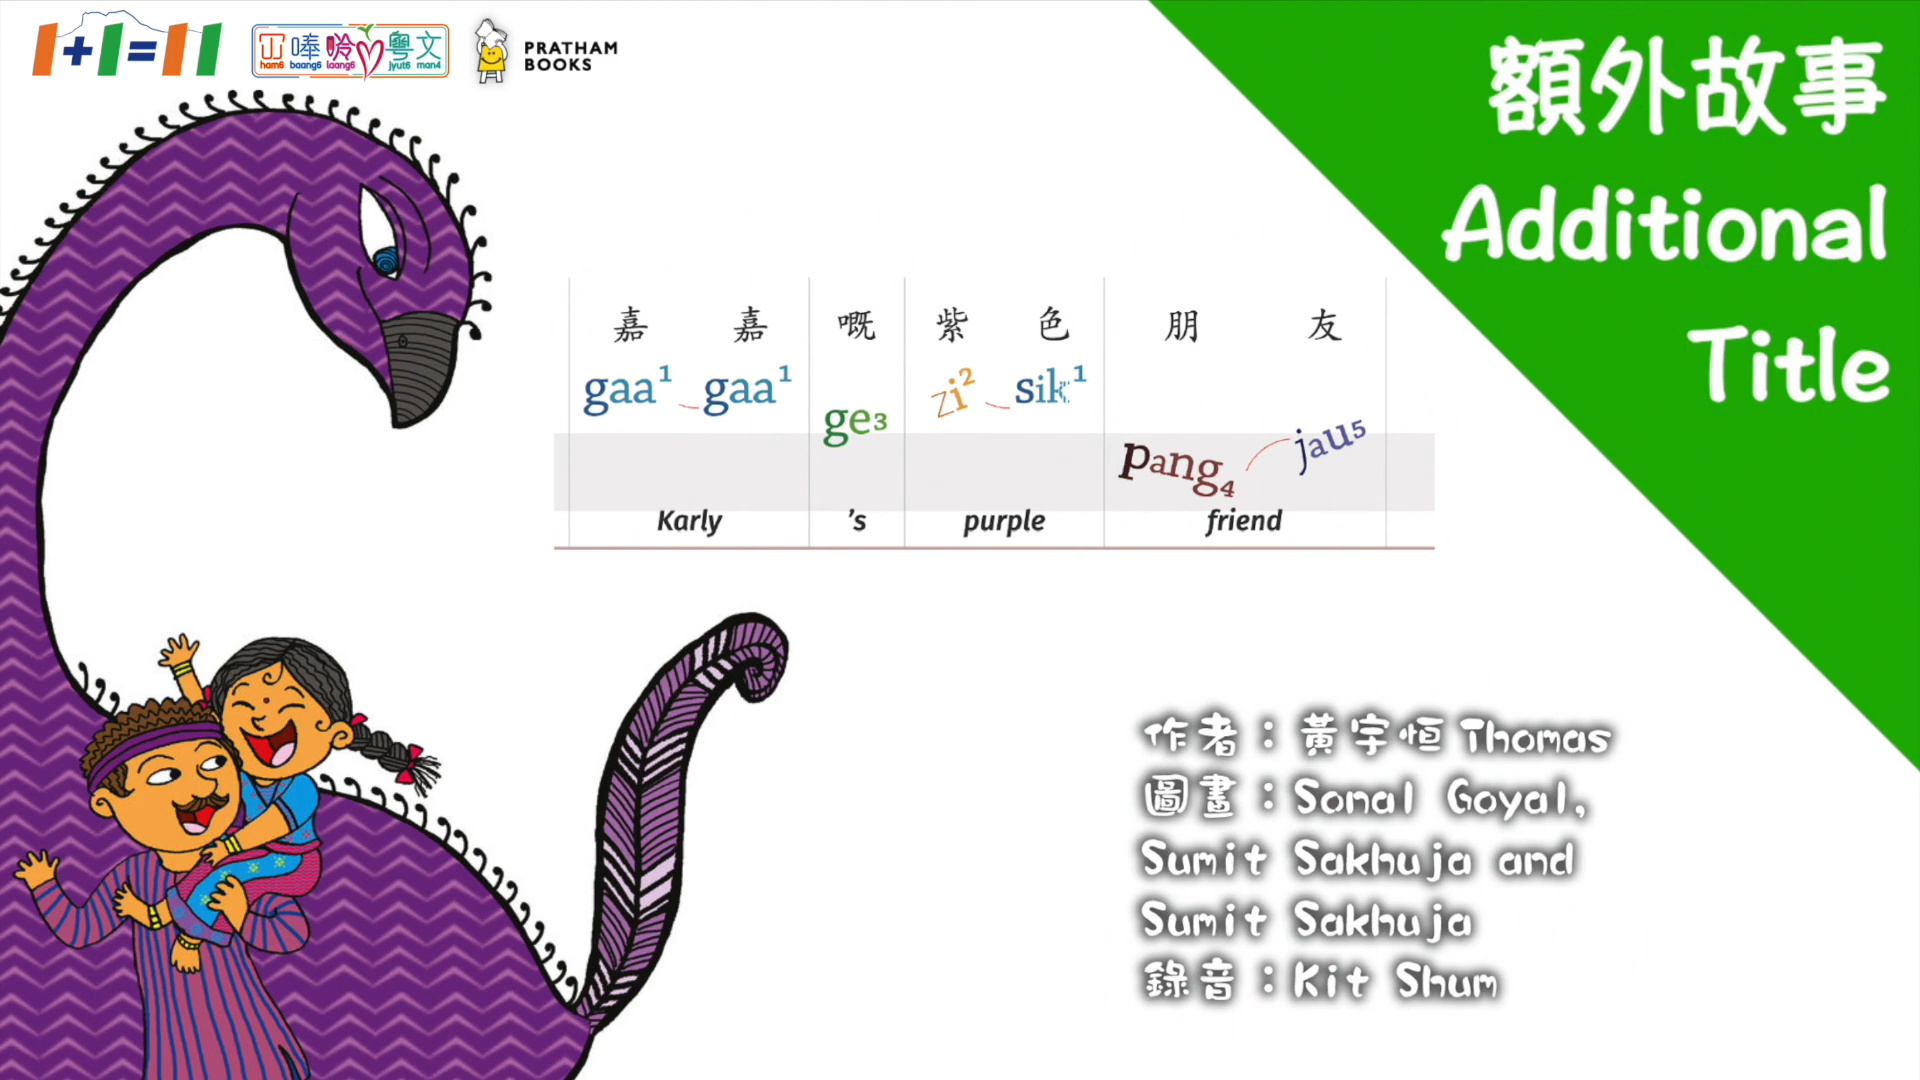 1+1=11
冚唪唥粵文
ham6 baang6 laang6 jyut6 man4
PRATHAM
BOOKS
額外故事
Additional
Title
嘉嘉 嘅 紫色 朋友
gaa1 gaa1 ge3 zi2 sik1 pang4 jau5
Karly 's purple friend
作者：黃宇恒 Thomas
圖畫：Sonal Goyal,
Sumit Sakhuja and
Sumit Sakhuja
錄音：Kit Shum